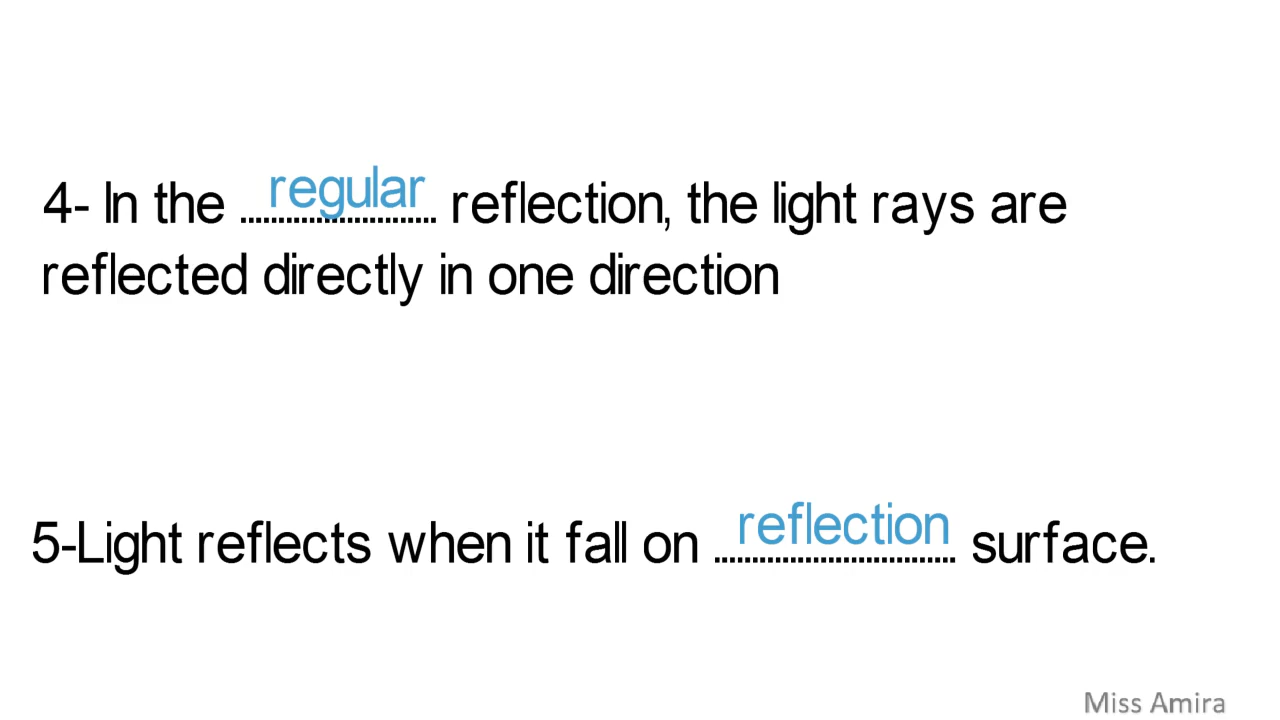 4- In the regular reflection, the light rays are
reflected directly in one direction
5-Light reflects when it fall on reflection surface.
Miss Amira